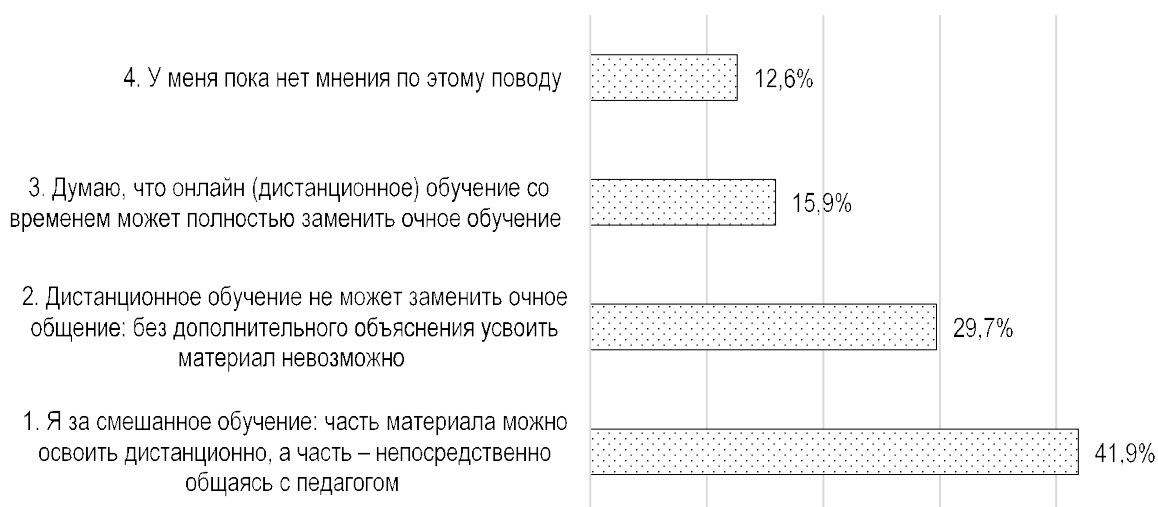 4. У меня пока нет мнения по этому поводу
12,6%
3. Думаю, что онлайн (дистанционное) обучение со
временем может полностью заменить очное обучение
15,9%
2. Дистанционное обучение не может заменить очное
общение: без дополнительного объяснения усвоить
материал невозможно
29,7%
1. Я за смешанное обучение: часть материала можно
освоить дистанционно, а часть – непосредственно
общаясь с педагогом
41,9%